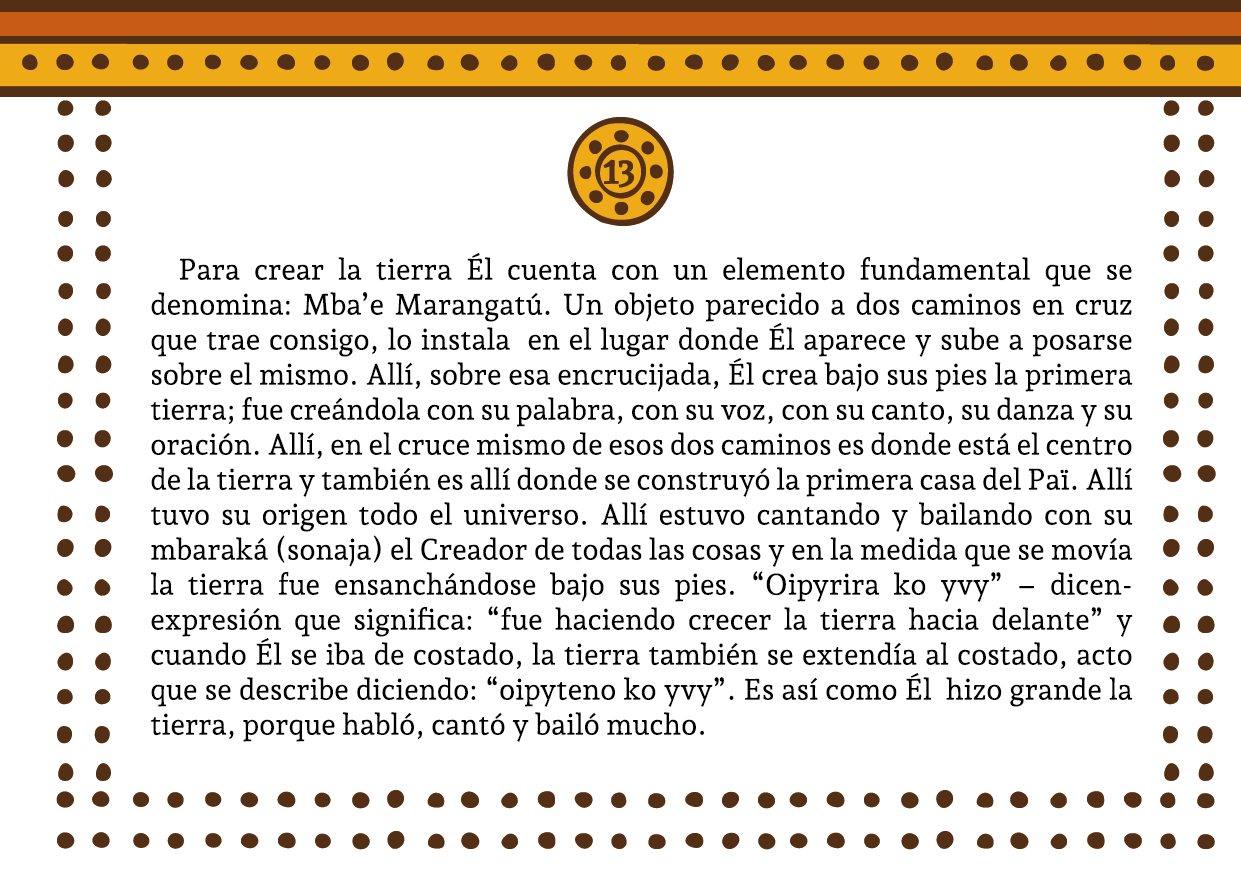 13
Para crear la tierra Él cuenta con un elemento fundamental que se
denomina: Mba’e Marangatú. Un objeto parecido a dos caminos en cruz
que trae consigo, lo instala  en el lugar donde Él aparece y sube a posarse
sobre el mismo. Allí, sobre esa encrucijada, Él crea bajo sus pies la primera
tierra; fue creándola con su palabra, con su voz, con su canto, su danza y su
oración. Allí, en el cruce mismo de esos dos caminos es donde está el centro
de la tierra y también es allí donde se construyó la primera casa del Paï. Allí
tuvo su origen todo el universo. Allí estuvo cantando y bailando con su
mbaraká (sonaja) el Creador de todas las cosas y en la medida que se movía
la tierra fue ensanchándose bajo sus pies. “Oipyrira ko yvy” – dicen-
expresión que significa: “fue haciendo crecer la tierra hacia delante” y
cuando Él se iba de costado, la tierra también se extendía al costado, acto
que se describe diciendo: “oipyteno ko yvy”. Es así como Él  hizo grande la
tierra, porque habló, cantó y bailó mucho.